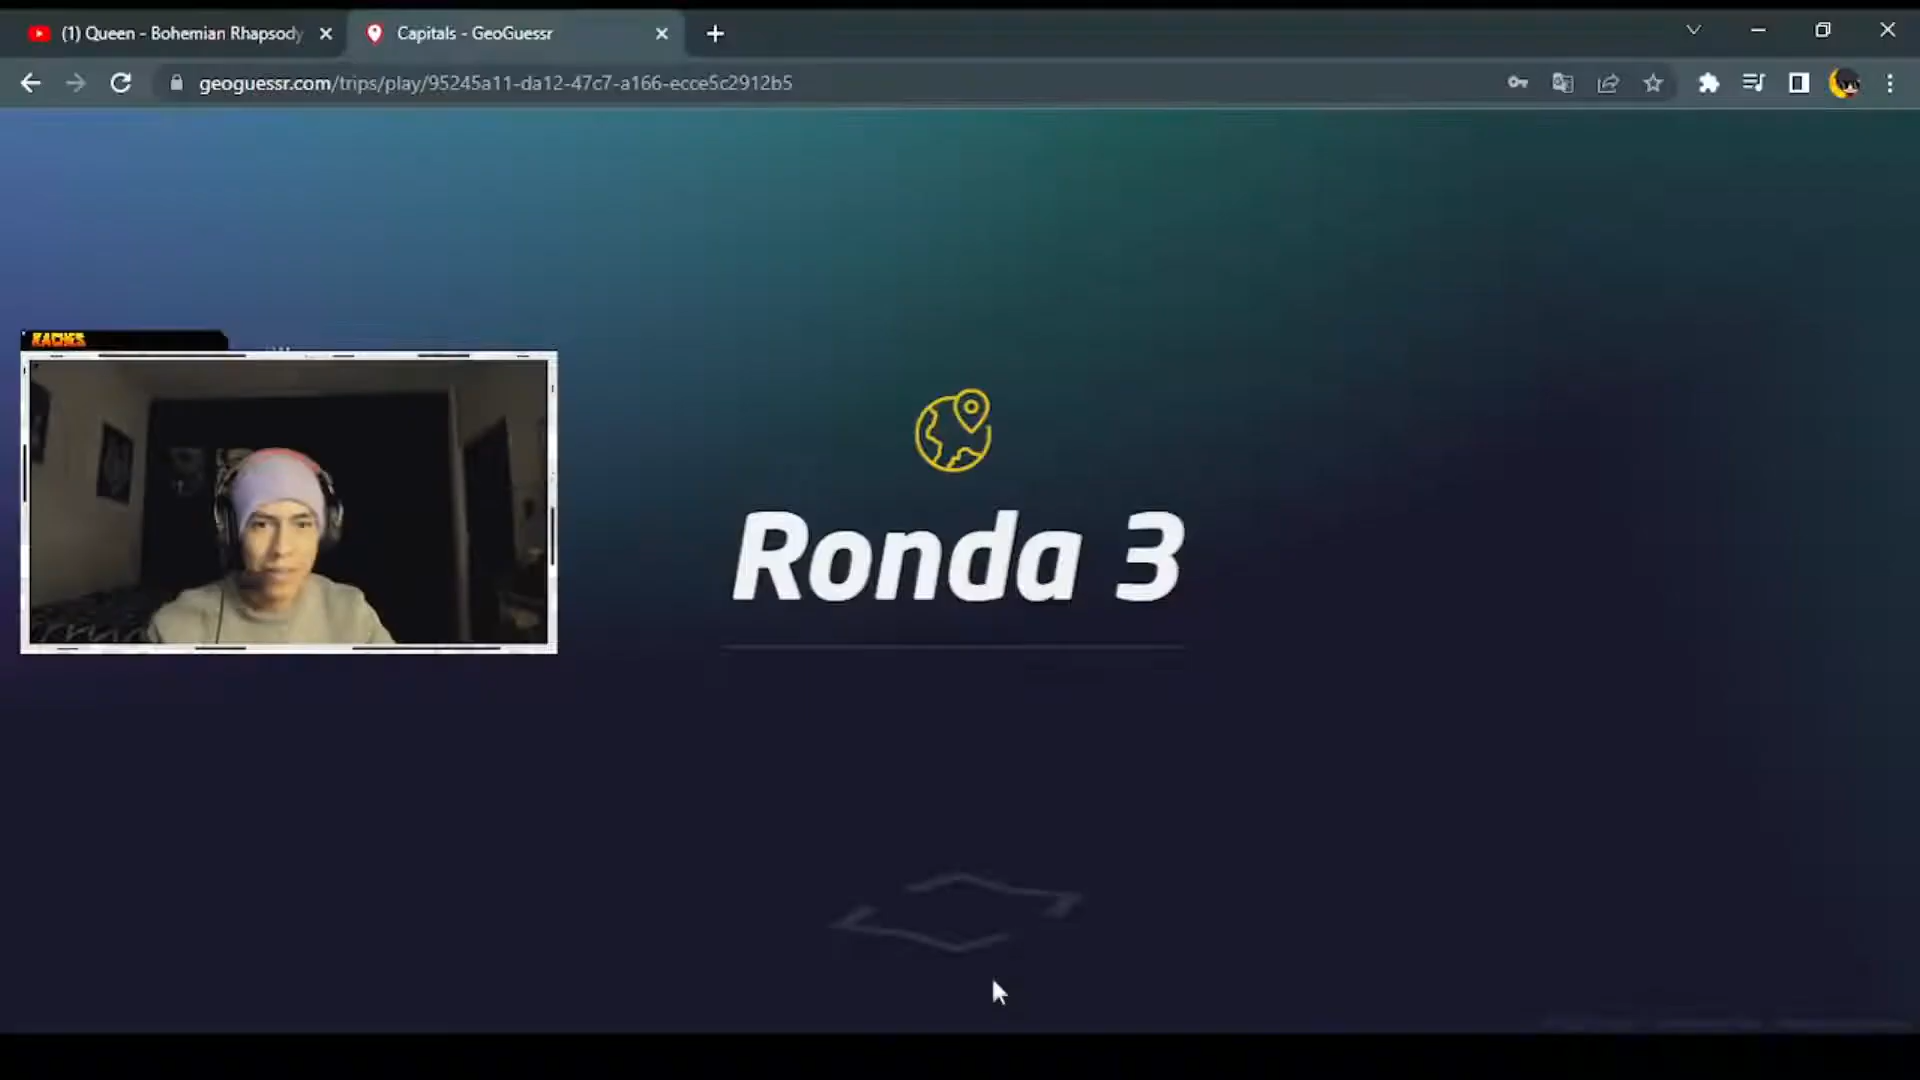 (1) Queen - Bohemian Rhapsody
Capitals - GeoGuessr
geoguessr.com/trips/play/95245a11-da12-47c7-a166-ecce5c2912b5
Ronda 3